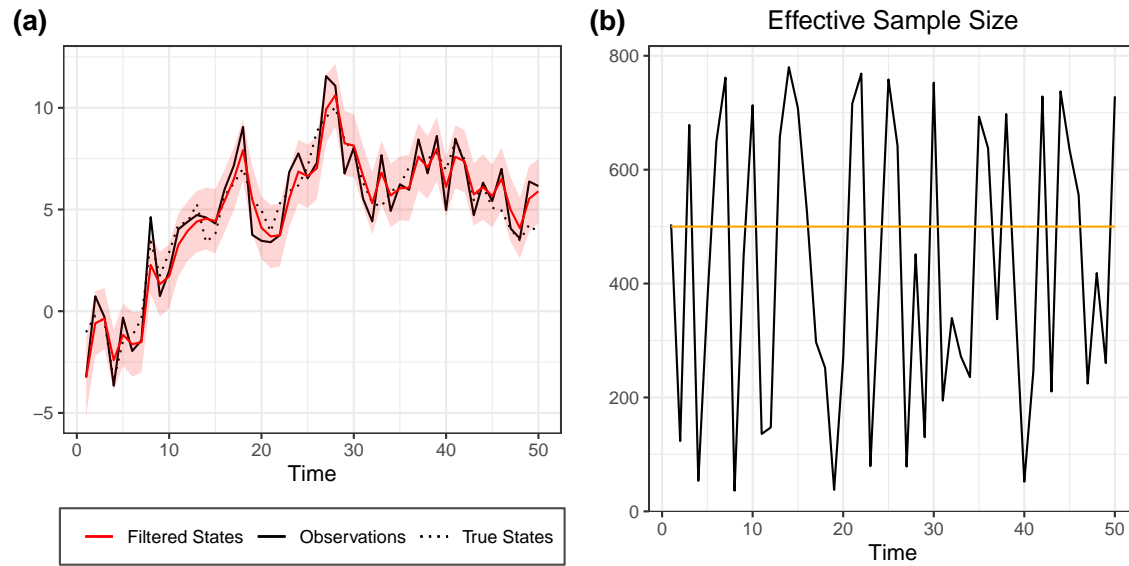 (a)
10
5
0
−5
0 10 20 30 40 50
Time
Filtered States Observations True States
(b)
Effective Sample Size
800
600
400
200
0
0 10 20 30 40 50
Time